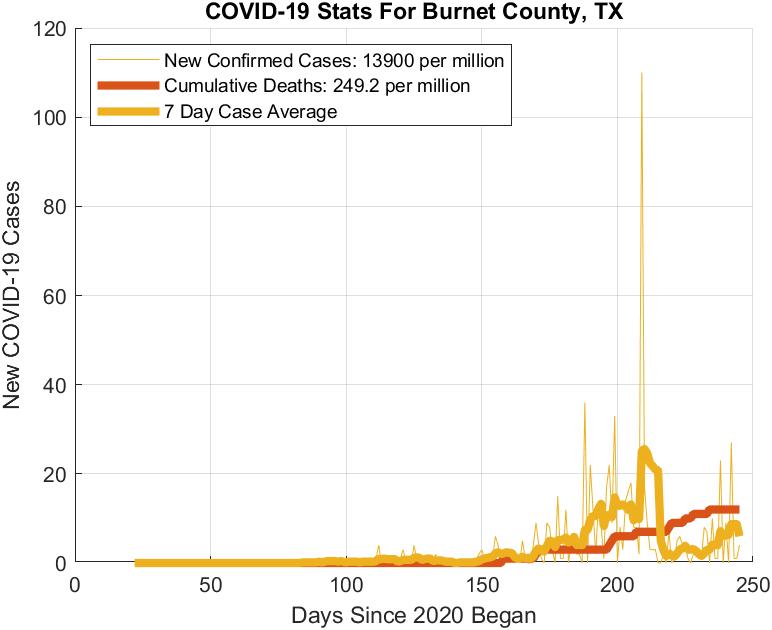 COVID-19 Stats For Burnet County, TX
120
New Confirmed Cases: 13900 per million
Cumulative Deaths: 249.2 per million
7 Day Case Average
100
80
60
40
20
0
New COVID-19 Cases
0 50 100 150 200 250
Days Since 2020 Began